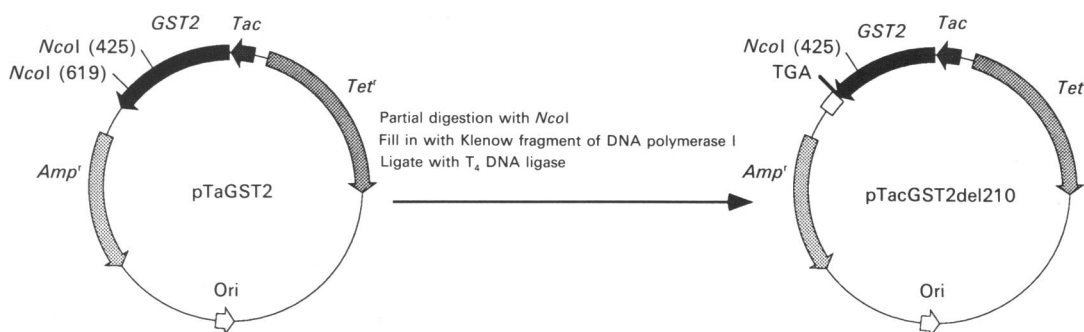 GST2
Tac
NcoI (425)
NcoI (619)
Tetʳ
Ampʳ
pTaGST2
Ori
Partial digestion with NcoI
Fill in with Klenow fragment of DNA polymerase I
Ligate with T₄ DNA ligase
GST2
Tac
NcoI (425)
TGA
Tet
Ampʳ
pTacGST2del210
Ori